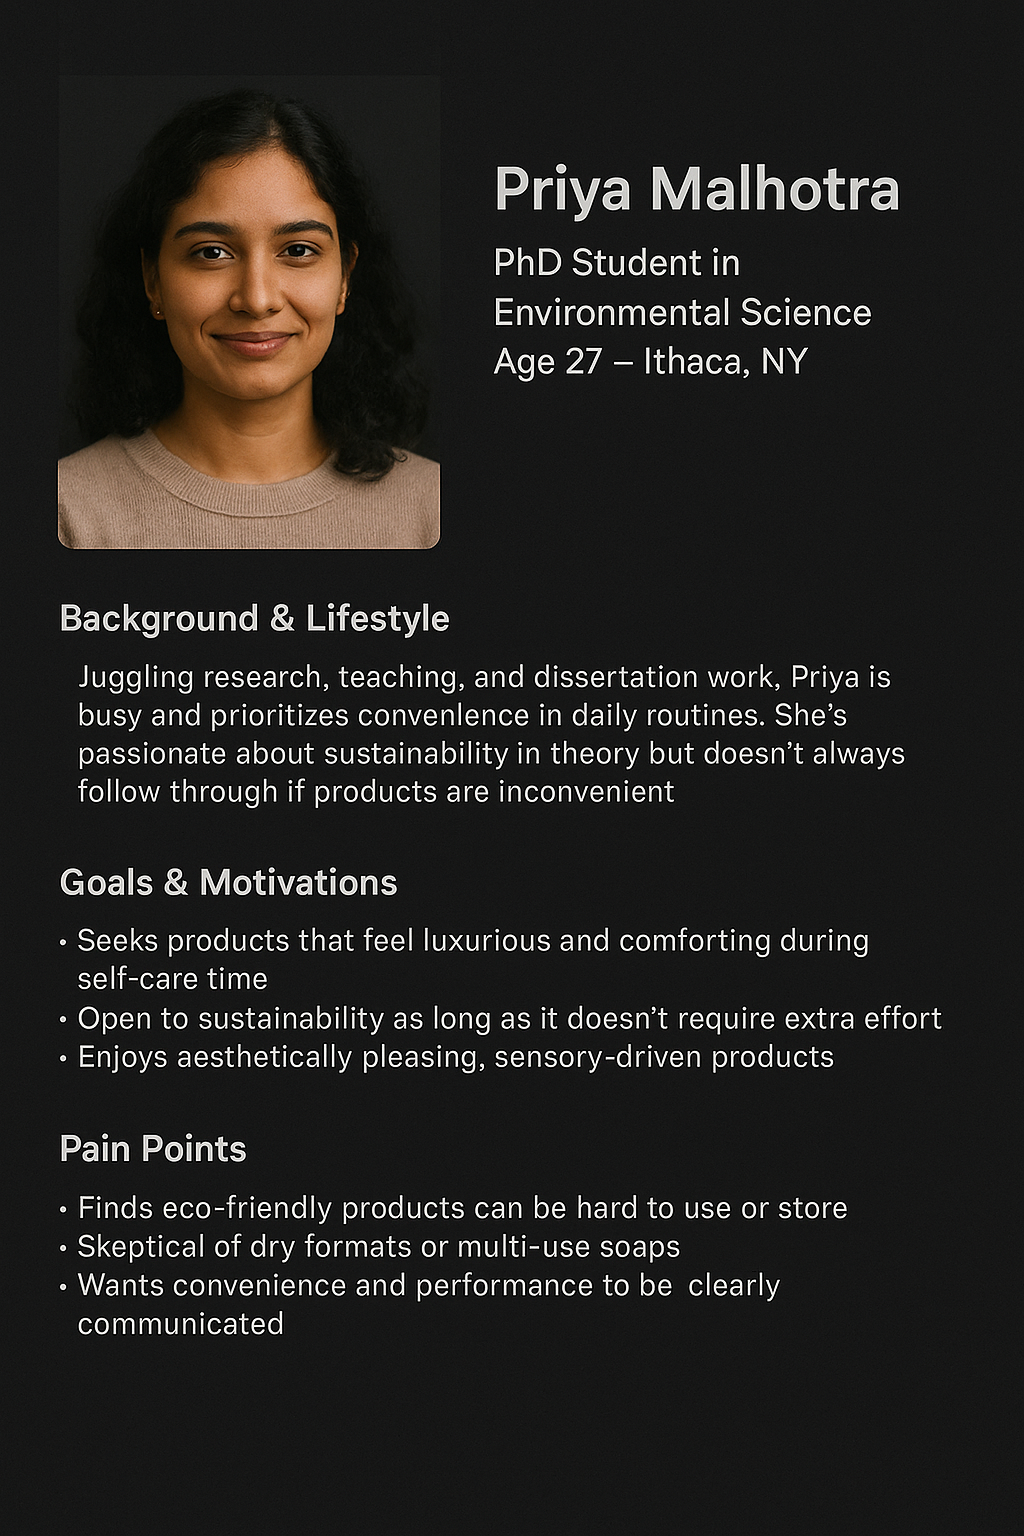 Priya Malhotra
PhD Student in
Environmental Science
Age 27 – Ithaca, NY
Background & Lifestyle
Juggling research, teaching, and dissertation work, Priya is
busy and prioritizes convenlence in daily routines. She’s
passionate about sustainability in theory but doesn’t always
follow through if products are inconvenient
Goals & Motivations
• Seeks products that feel luxurious and comforting during
self-care time
• Open to sustainability as long as it doesn’t require extra effort
• Enjoys aesthetically pleasing, sensory-driven products
Pain Points
• Finds eco-friendly products can be hard to use or store
• Skeptical of dry formats or multi-use soaps
• Wants convenience and performance to be  clearly
communicated